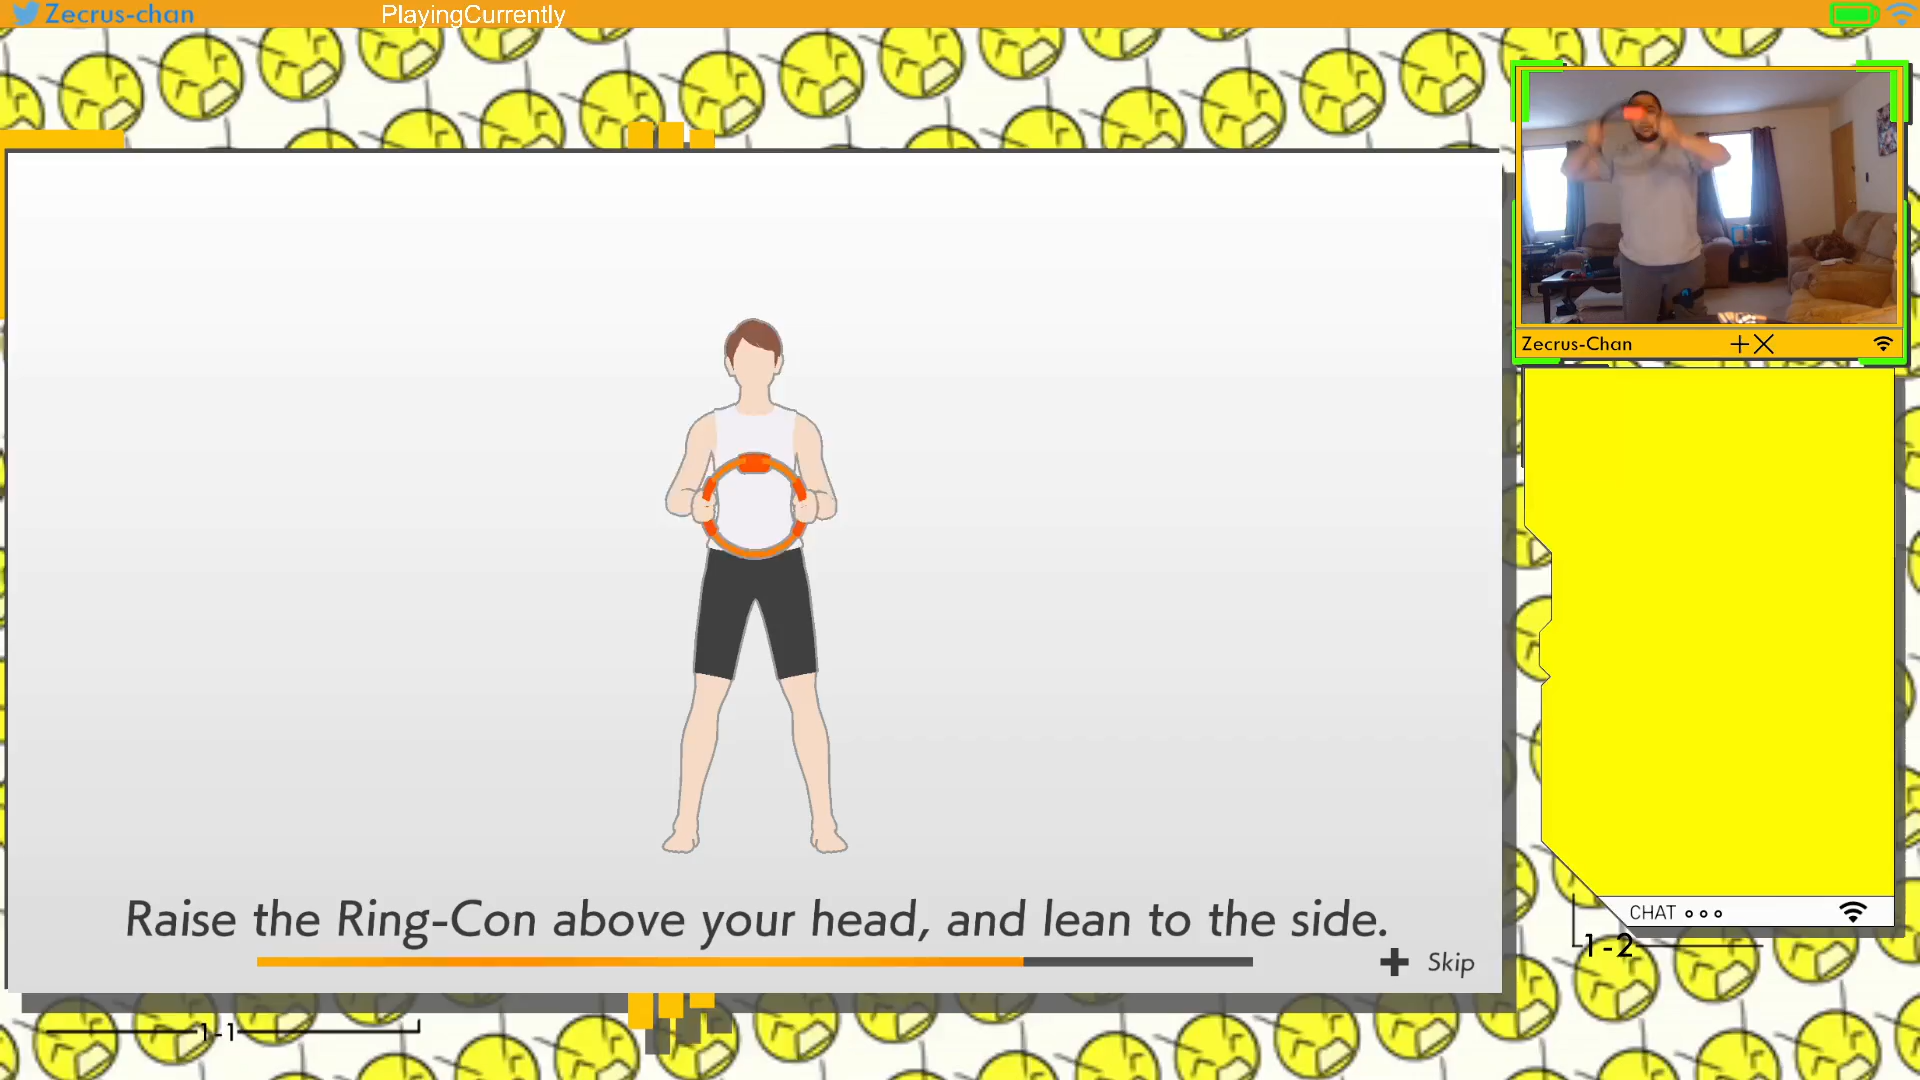 Zecrus-chan
PlayingCurrently
Zecrus-Chan
Raise the Ring-Con above your head, and lean to the side.
Skip
CHAT
1-2
1-1